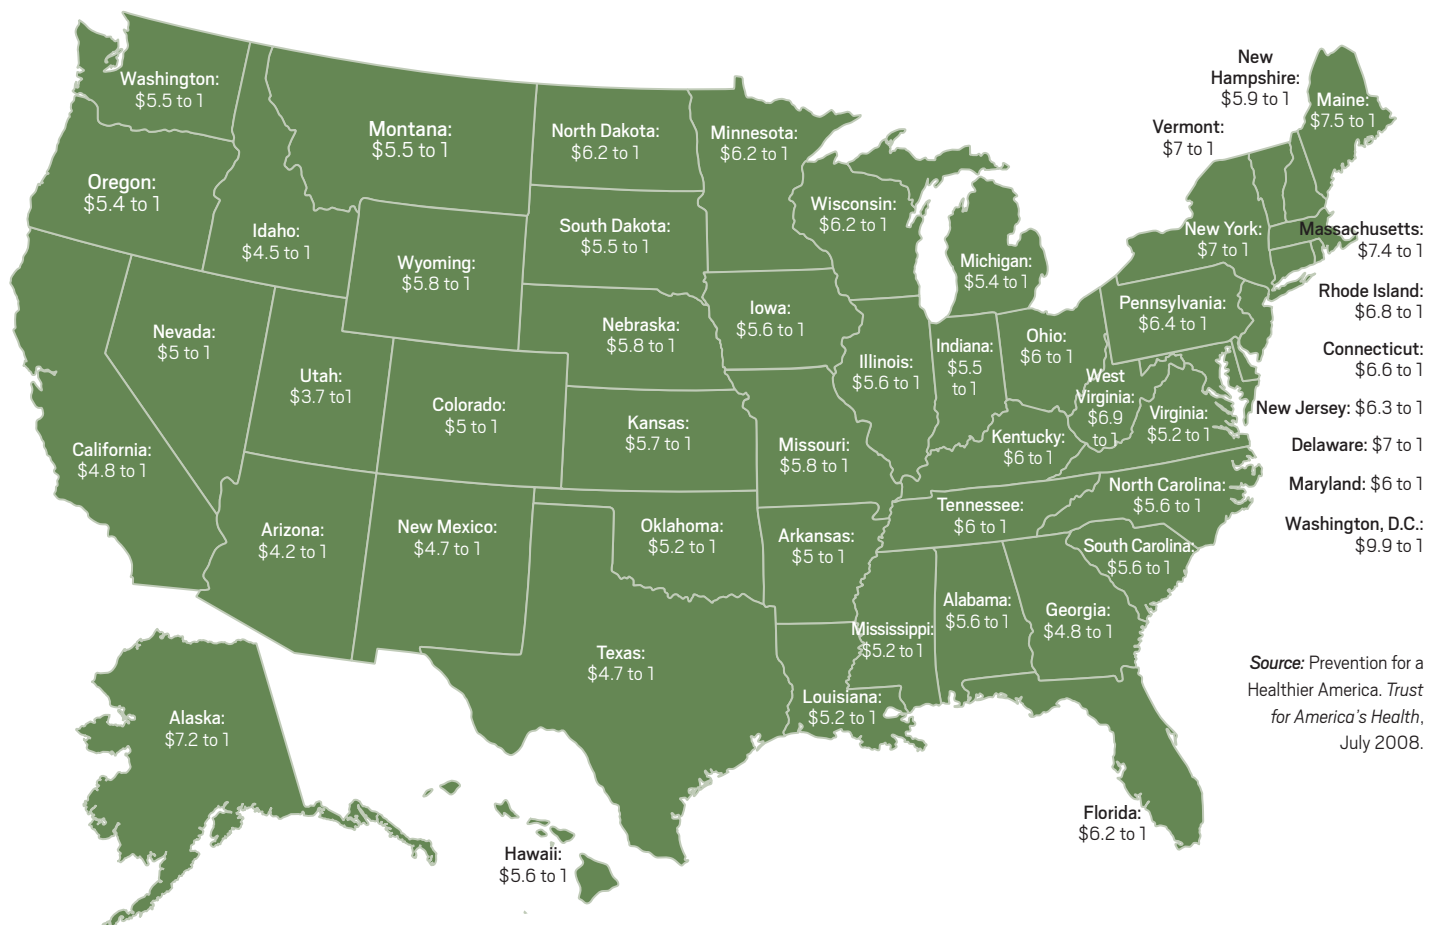 New
Hampshire:
$5.9 to 1
Maine:
$7.5 to 1
Vermont:
$7 to 1
Washington:
$5.5 to 1
Montana:
$5.5 to 1
North Dakota:
$6.2 to 1
Minnesota:
$6.2 to 1
Oregon:
$5.4 to 1
Idaho:
$4.5 to 1
Wyoming:
$5.8 to 1
South Dakota:
$5.5 to 1
Wisconsin:
$6.2 to 1
Michigan:
$5.4 to 1
New York:
$7 to 1
Massachusetts:
$7.4 to 1
Rhode Island:
$6.8 to 1
Connecticut:
$6.6 to 1
New Jersey: $6.3 to 1
Delaware: $7 to 1
Maryland: $6 to 1
Washington, D.C.:
$9.9 to 1
Nevada:
$5 to 1
Utah:
$3.7 to1
Colorado:
$5 to 1
Nebraska:
$5.8 to 1
Iowa:
$5.6 to 1
Illinois:
$5.6 to 1
Indiana:
$5.5
to 1
Ohio:
$6 to 1
Pennsylvania:
$6.4 to 1
West
Virginia:
$6.9
to 1
Virginia:
$5.2 to 1
California:
$4.8 to 1
Kansas:
$5.7 to 1
Missouri:
$5.8 to 1
Kentucky:
$6 to 1
North Carolina:
$5.6 to 1
Tennessee:
$6 to 1
South Carolina:
$5.6 to 1
Arizona:
$4.2 to 1
New Mexico:
$4.7 to 1
Oklahoma:
$5.2 to 1
Arkansas:
$5 to 1
Mississippi:
$5.2 to 1
Alabama:
$5.6 to 1
Georgia:
$4.8 to 1
Texas:
$4.7 to 1
Louisiana:
$5.2 to 1
Alaska:
$7.2 to 1
Hawaii:
$5.6 to 1
Florida:
$6.2 to 1
Source: Prevention for a
Healthier America. Trust
for America's Health,
July 2008.